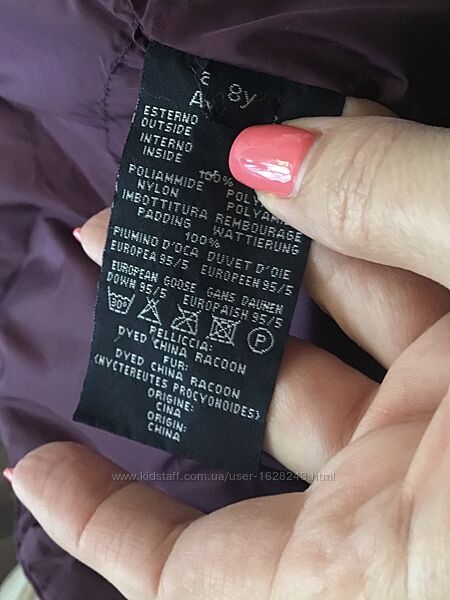 8y
ESTERNO
OUTSIDE
INTERNO
INSIDE
100%
POLIAMMIDE
NYLON
IMBOTTITURA REMBOURAGE
PADDING WATTIERUNG
100%
PIUMINO D'OCA DUVET D'OIE
EUROPEA 95/5 EUROPEEN 95/5
EUROPEAN GOOSE GANS DAUNEN
DOWN 95/5 EUROPAISH 95/5
30° P
PELLICCIA:
DYED CHINA RACOON
FUR:
DYED CHINA RACOON
(NYCTEREUTES PROCYONOIDES)
ORIGINE:
CINA
ORIGIN:
CHINA
www.kidstaff.com.ua/user-1628243.html